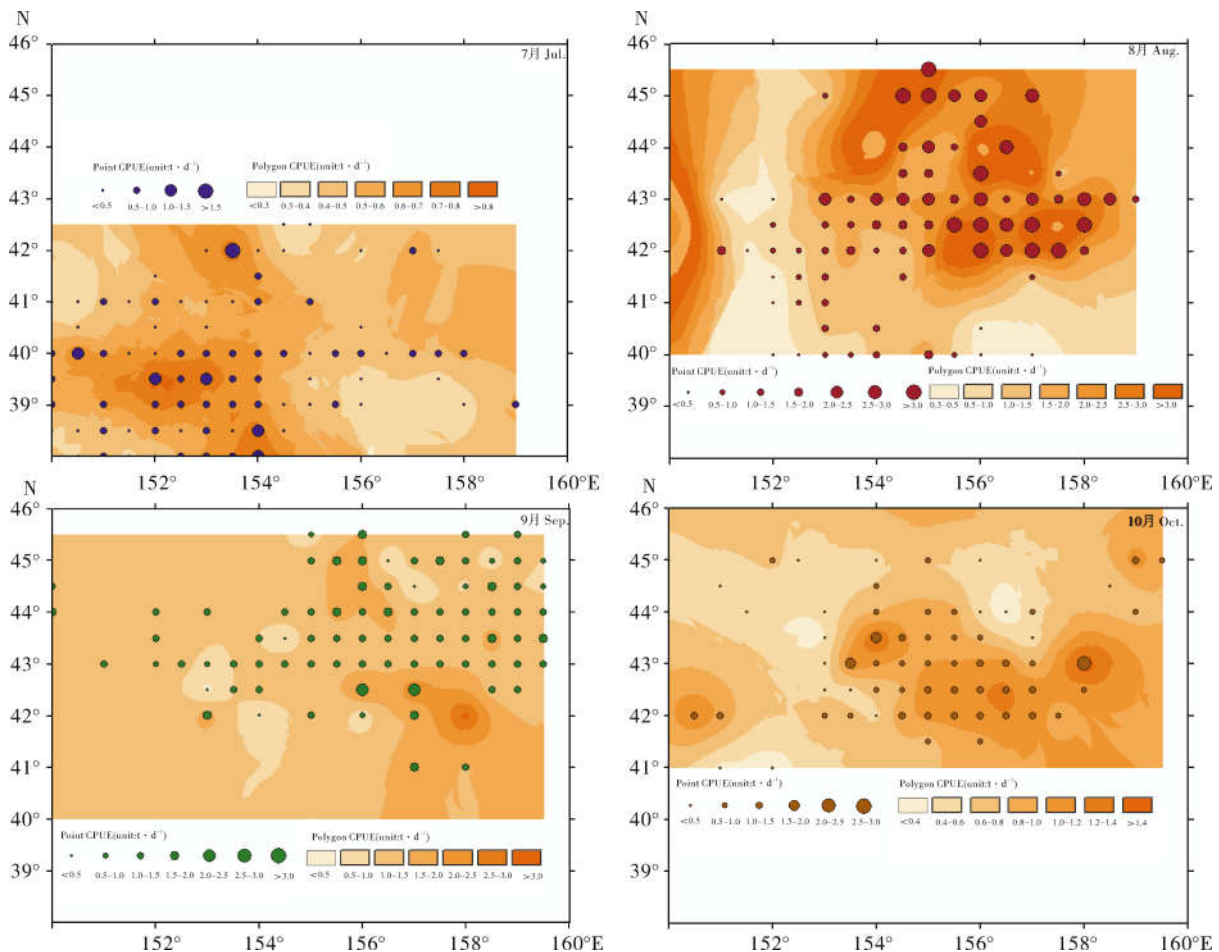 N
46°
7月 Jul.
45°
44°
Point CPUE(unit:t·d⁻¹) Polygon CPUE(unit:t·d⁻¹)
<0.5 0.5-1.0 1.0-1.5 >1.5 <0.3 0.3-0.4 0.4-0.5 0.5-0.6 0.6-0.7 0.7-0.8 >0.8
43°
42°
41°
40°
39°
152° 154° 156° 158° 160°E
N
46°
8月 Aug.
45°
44°
43°
42°
41°
40°
Point CPUE(unit:t·d⁻¹) Polygon CPUE(unit:t·d⁻¹)
<0.5 0.5-1.0 1.0-1.5 1.5-2.0 2.0-2.5 2.5-3.0 >3.0 0.3-0.5 0.5-1.0 1.0-1.5 1.5-2.0 2.0-2.5 2.5-3.0 >3.0
39°
152° 154° 156° 158° 160°E
N
46°
9月 Sep.
45°
44°
43°
42°
41°
40°
Point CPUE(unit:t·d⁻¹) Polygon CPUE(unit:t·d⁻¹)
<0.5 0.5-1.0 1.0-1.5 1.5-2.0 2.0-2.5 2.5-3.0 >3.0 <0.5 0.5-1.0 1.0-1.5 1.5-2.0 2.0-2.5 2.5-3.0 >3.0
39°
152° 154° 156° 158° 160°E
46°
10月 Oct.
45°
44°
43°
42°
41°
Point CPUE(unit:t·d⁻¹) Polygon CPUE(unit:t·d⁻¹)
<0.5 0.5-1.0 1.0-1.5 1.5-2.0 2.0-2.5 2.5-3.0 <0.4 0.4-0.6 0.6-0.8 0.8-1.0 1.0-1.2 1.2-1.4 >1.4
40°
39°
152° 154° 156° 158° 160°E